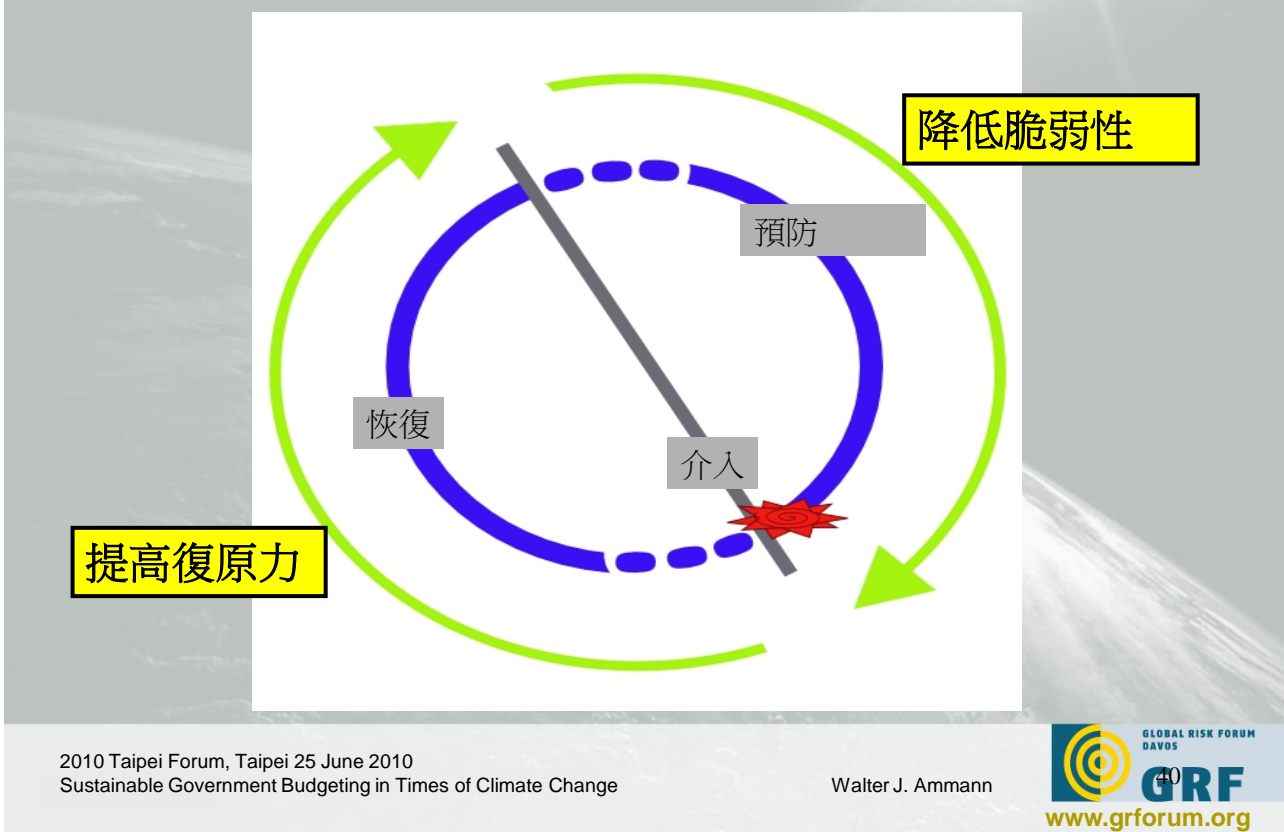 降低脆弱性
預防
恢復
介入
提高復原力
2010 Taipei Forum, Taipei 25 June 2010
Sustainable Government Budgeting in Times of Climate Change
Walter J. Ammann
GLOBAL RISK FORUM
DAVOS
GRF
40
www.grforum.org